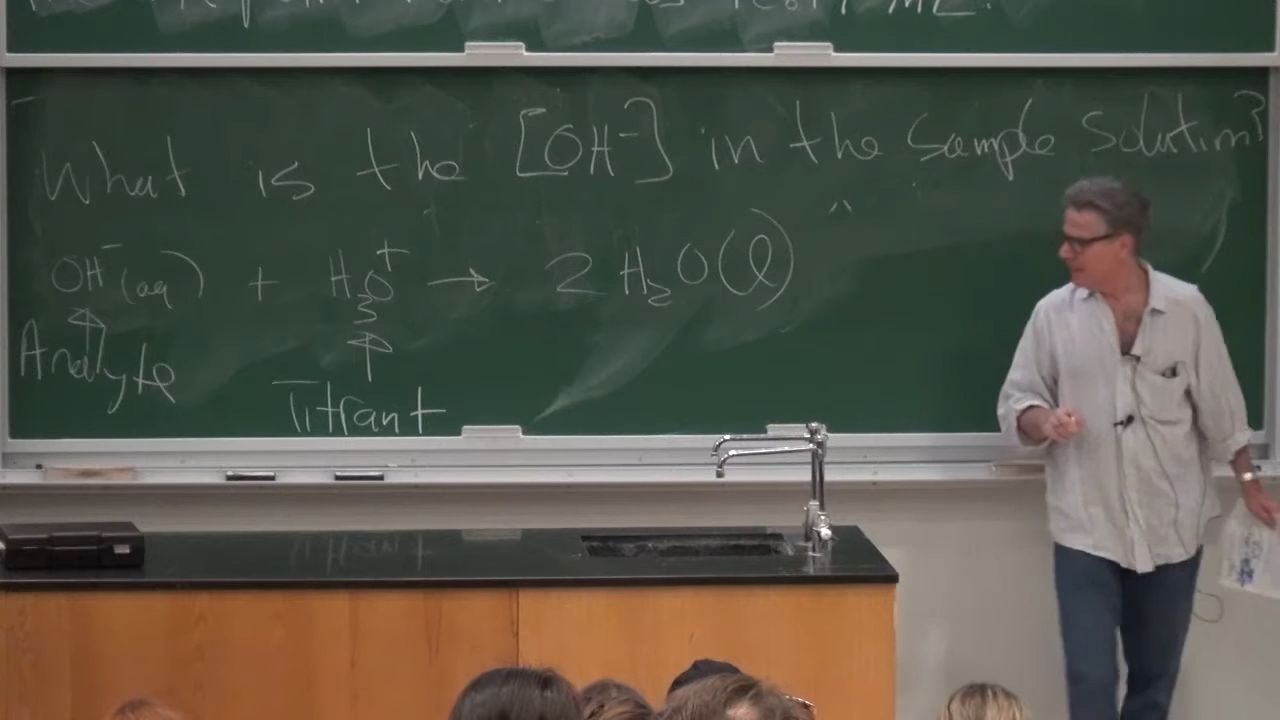 What is the [OH⁻] in the Sample Solution?
OH⁻(aq) + H₃O⁺ → 2 H₂O(l)
Analyte
Titrant